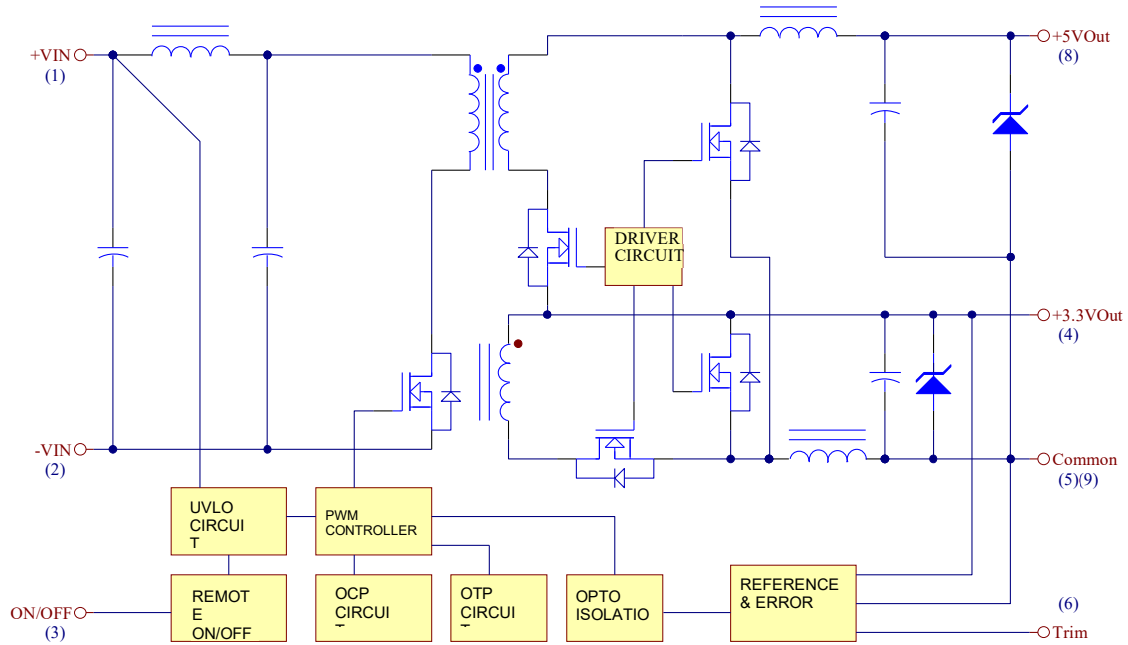 +VIN
(1)
+5VOut
(8)
DRIVER
CIRCUIT
+3.3VOut
(4)
-VIN
(2)
Common
(5)(9)
UVLO
CIRCUI
T
PWM
CONTROLLER
REMOT
E
ON/OFF
OCP
CIRCUI
T
OTP
CIRCUI
T
OPTO
ISOLATIO
REFERENCE
& ERROR
ON/OFF
(3)
(6)
Trim